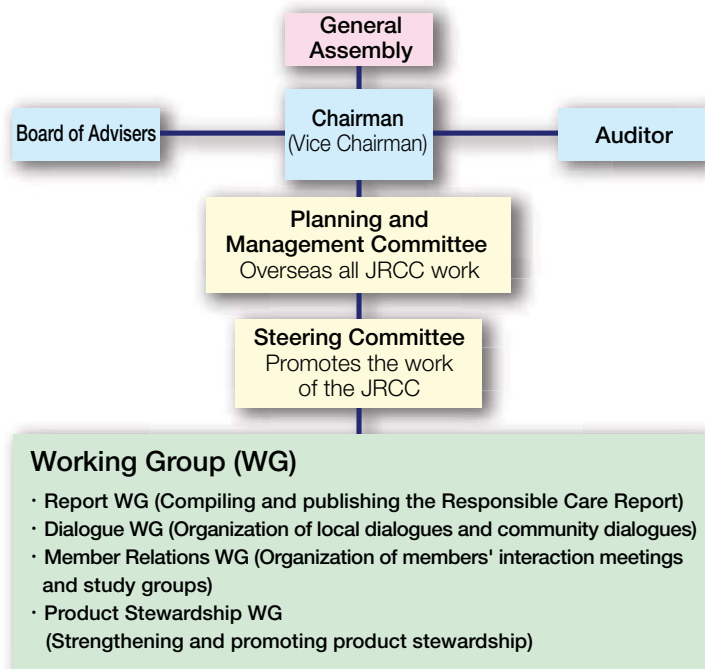 General
Assembly
Board of Advisers
Chairman
(Vice Chairman)
Auditor
Planning and
Management Committee
Overseas all JRCC work
Steering Committee
Promotes the work
of the JRCC
Working Group (WG)
· Report WG (Compiling and publishing the Responsible Care Report)
· Dialogue WG (Organization of local dialogues and community dialogues)
· Member Relations WG (Organization of members' interaction meetings
and study groups)
· Product Stewardship WG
(Strengthening and promoting product stewardship)